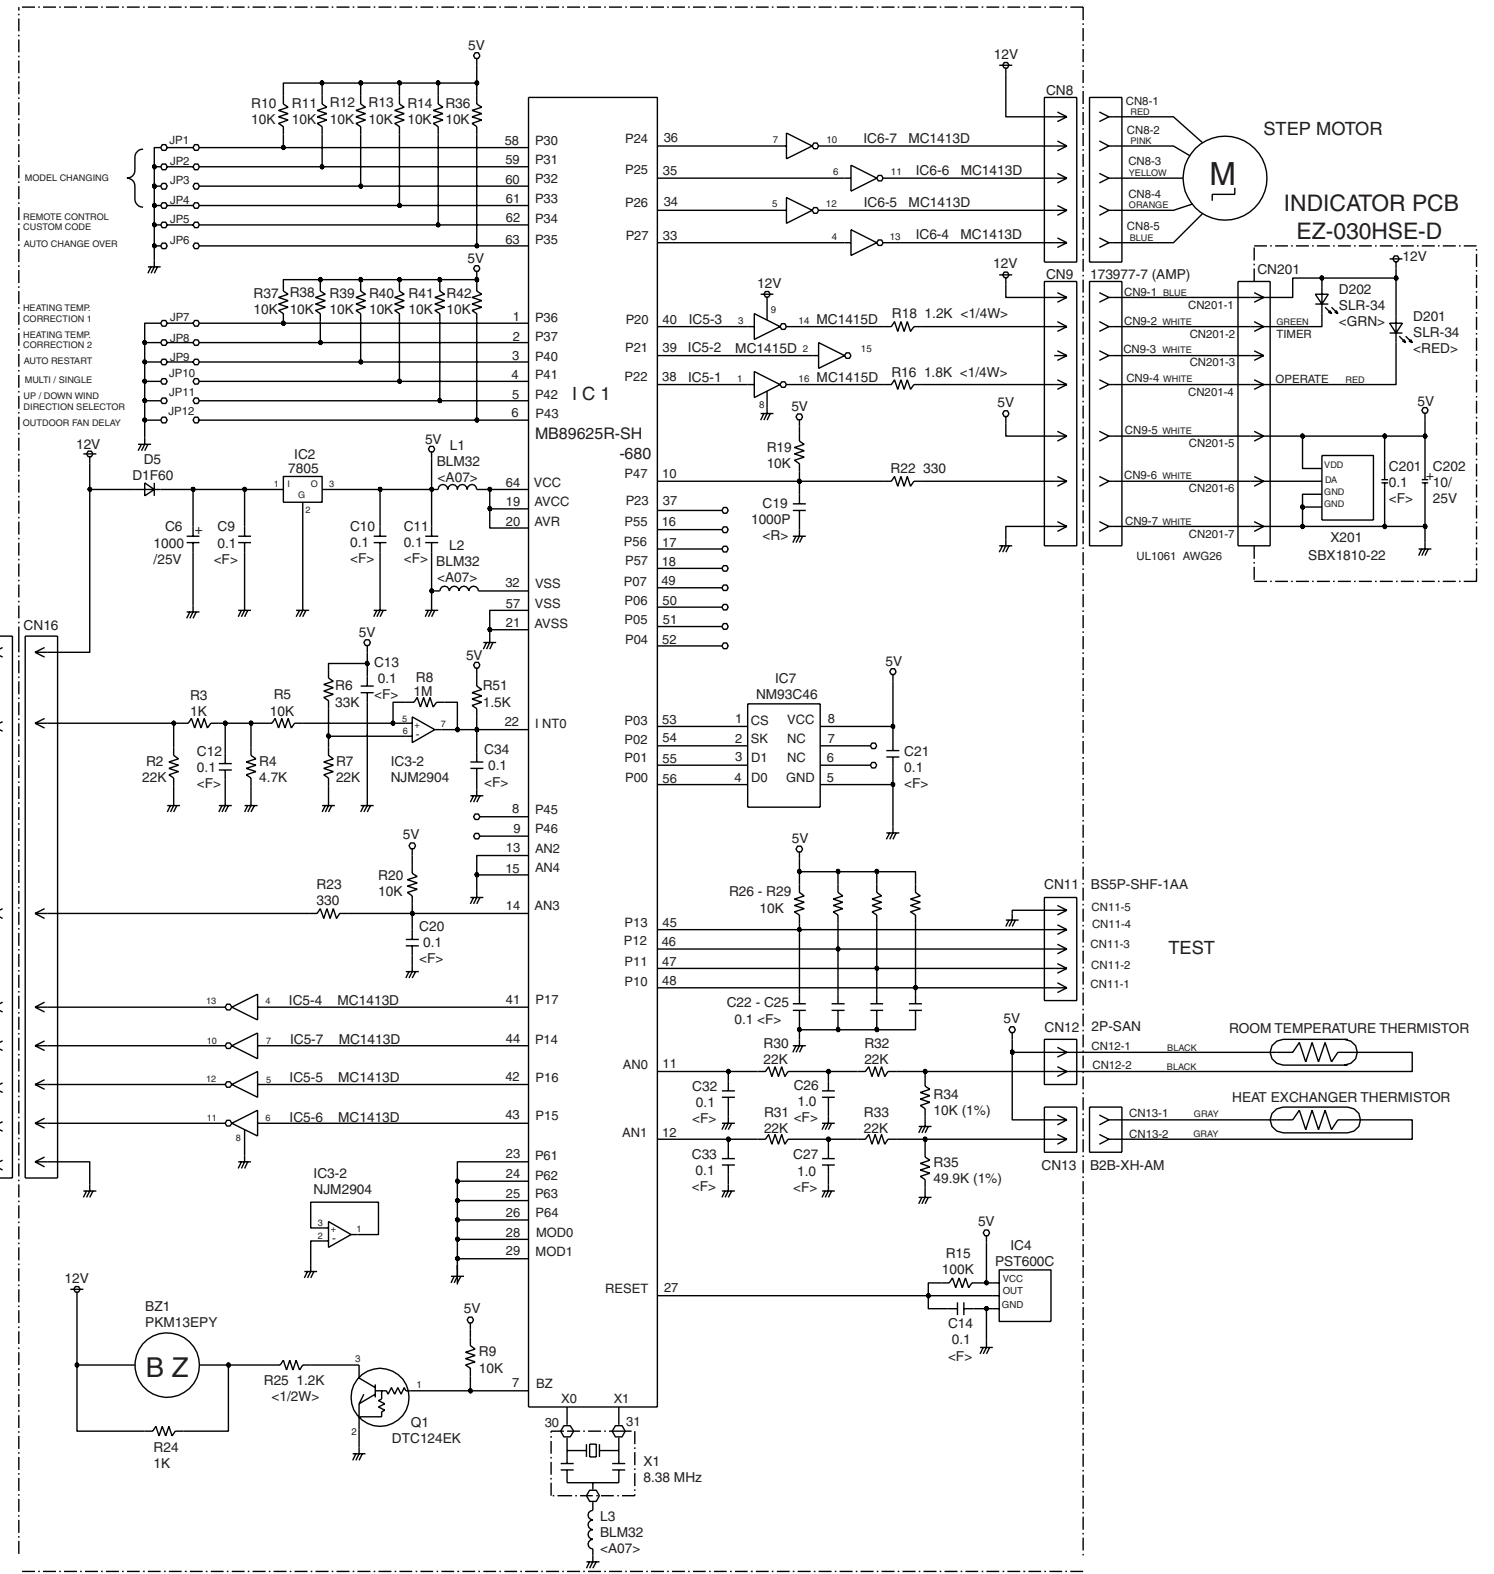 5V
R10 R11 R12 R13 R14 R36
10K 10K 10K 10K 10K 10K
MODEL CHANGING
JP1
JP2
JP3
JP4
REMOTE CONTROL
CUSTOM CODE
JP5
AUTO CHANGE OVER
JP6
58 P30
59 P31
60 P32
61 P33
62 P34
63 P35
5V
R37 R38 R39 R40 R41 R42
10K 10K 10K 10K 10K 10K
HEATING TEMP.
CORRECTION 1
JP7
HEATING TEMP.
CORRECTION 2
JP8
AUTO RESTART
JP9
MULTI / SINGLE
JP10
UP / DOWN WIND
DIRECTION SELECTOR
JP11
OUTDOOR FAN DELAY
JP12
1 P36
2 P37
3 P40
4 P41
5 P42
6 P43
IC1
MB89625R-SH
-680
12V
D5
D1F60
IC2
7805
1 I O 3
G
2
5V
L1
BLM32
<A07>
C6
1000
/25V
+
C9
0.1
<F>
C10
0.1
<F>
C11
0.1
<F>
L2
BLM32
<A07>
64 VCC
19 AVCC
20 AVR
32 VSS
57 VSS
21 AVSS
CN16
R3
1K
R5
10K
R2
22K
C12
0.1
<F>
R4
4.7K
5V
R6
33K
C13
0.1
<F>
R7
22K
R8
1M
5 +
6 -
7
IC3-2
NJM2904
5V
R51
1.5K
C34
0.1
<F>
22 INT0
8 P45
9 P46
13 AN2
15 AN4
5V
R20
10K
R23
330
14 AN3
C20
0.1
<F>
13 4 IC5-4 MC1413D 41 P17
10 7 IC5-7 MC1413D 44 P14
12 5 IC5-5 MC1413D 42 P16
11 6 IC5-6 MC1413D 43 P15
8
23 P61
24 P62
25 P63
26 P64
28 MOD0
29 MOD1
IC3-2
NJM2904
3 +
2 -
1
12V
BZ1
PKM13EPY
BZ
R25 1.2K
<1/2W>
R24
1K
3
1
2
Q1
DTC124EK
5V
R9
10K
7 BZ
X0 X1
30 31
X1
8.38 MHz
L3
BLM32
<A07>
P24 36 7 10 IC6-7 MC1413D
P25 35 6 11 IC6-6 MC1413D
P26 34 5 12 IC6-5 MC1413D
P27 33 4 13 IC6-4 MC1413D
12V
CN8
CN8-1
RED
CN8-2
PINK
CN8-3
YELLOW
CN8-4
ORANGE
CN8-5
BLUE
M
STEP MOTOR
INDICATOR PCB
EZ-030HSE-D
12V
CN9
173977-7 (AMP)
CN201
12V
12V
9
P20 40 IC5-3 3 14 MC1415D R18 1.2K <1/4W>
P21 39 IC5-2 MC1415D 2 15
P22 38 IC5-1 1 16 MC1415D R16 1.8K <1/4W>
8
CN9-1 BLUE CN201-1
CN9-2 WHITE CN201-2
GREEN
TIMER
CN9-3 WHITE CN201-3
CN9-4 WHITE CN201-4
OPERATE RED
CN9-5 WHITE CN201-5
CN9-6 WHITE CN201-6
CN9-7 WHITE CN201-7
UL1061 AWG26
D202
SLR-34
<GRN>
D201
SLR-34
<RED>
5V
VDD
DA
GND
GND
X201
SBX1810-22
C201
0.1
<F>
C202
10/
25V
+
5V
5V
R19
10K
P47 10
R22 330
C19
1000P
<R>
P23 37
P55 16
P56 17
P57 18
P07 49
P06 50
P05 51
P04 52
IC7
NM93C46
5V
P03 53 1 CS VCC 8
P02 54 2 SK NC 7
P01 55 3 D1 NC 6
P00 56 4 D0 GND 5
C21
0.1
<F>
5V
R26 - R29
10K
P13 45
P12 46
P11 47
P10 48
C22 - C25
0.1 <F>
CN11 BS5P-SHF-1AA
CN11-5
CN11-4
CN11-3
CN11-2
CN11-1
TEST
5V
CN12 2P-SAN
CN12-1 BLACK
CN12-2 BLACK
ROOM TEMPERATURE THERMISTOR
AN0 11
R30
22K
R32
22K
C32
0.1
<F>
C26
1.0
<F>
R34
10K (1%)
AN1 12
R31
22K
R33
22K
C33
0.1
<F>
C27
1.0
<F>
R35
49.9K (1%)
HEAT EXCHANGER THERMISTOR
CN13-1 GRAY
CN13-2 GRAY
CN13 B2B-XH-AM
5V
IC4
PST600C
R15
100K
VCC
OUT
GND
RESET 27
C14
0.1
<F>